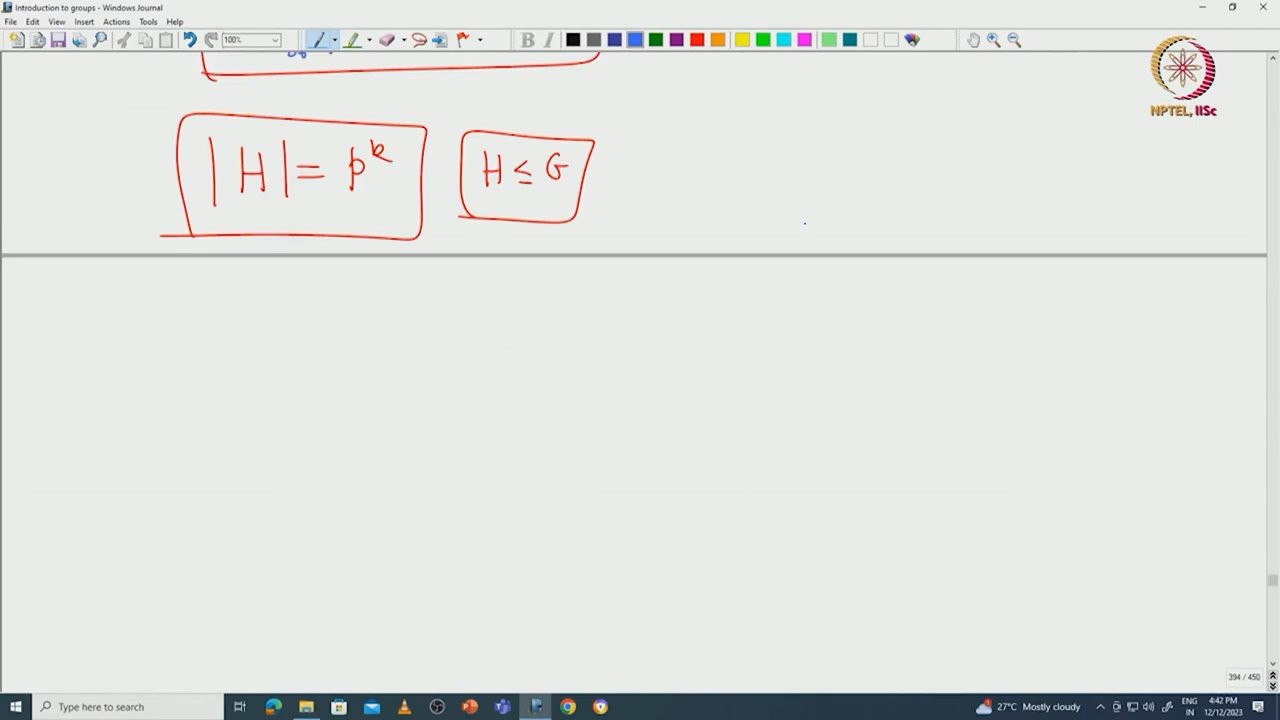 Introduction to groups - Windows Journal
File Edit View Insert Actions Tools Help
100%
B I
NPTEL, IISc
|H| = p^k H ≤ G
394 / 450
Type here to search
27°C Mostly cloudy
ENG
IN
4:42 PM
12/12/2023